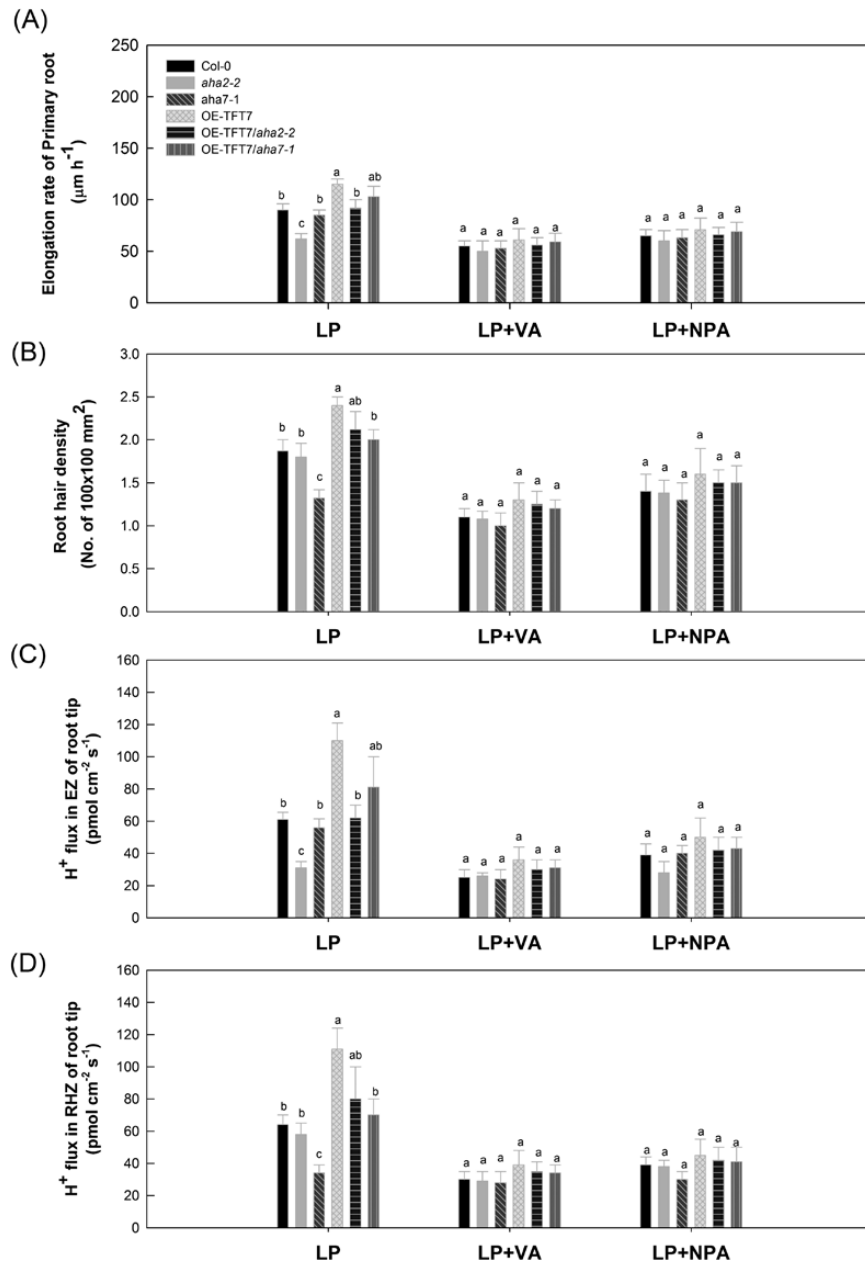 (A)
Elongation rate of Primary root
(μm h⁻¹)
250
200
150
100
50
0
Col-0
aha2-2
aha7-1
OE-TFT7
OE-TFT7/aha2-2
OE-TFT7/aha7-1
b c b a b ab
a a a a a a
a a a a a a
LP LP+VA LP+NPA
(B)
Root hair density
(No. of 100x100 mm²)
3.0
2.5
2.0
1.5
1.0
0.5
0.0
b b c a ab b
a a a a a a
a a a a a a
LP LP+VA LP+NPA
(C)
H⁺ flux in EZ of root tip
(pmol cm⁻² s⁻¹)
160
140
120
100
80
60
40
20
0
b c b a b ab
a a a a a a
a a a a a a
LP LP+VA LP+NPA
(D)
H⁺ flux in RHZ of root tip
(pmol cm⁻² s⁻¹)
160
140
120
100
80
60
40
20
0
b b c a ab b
a a a a a a
a a a a a a
LP LP+VA LP+NPA